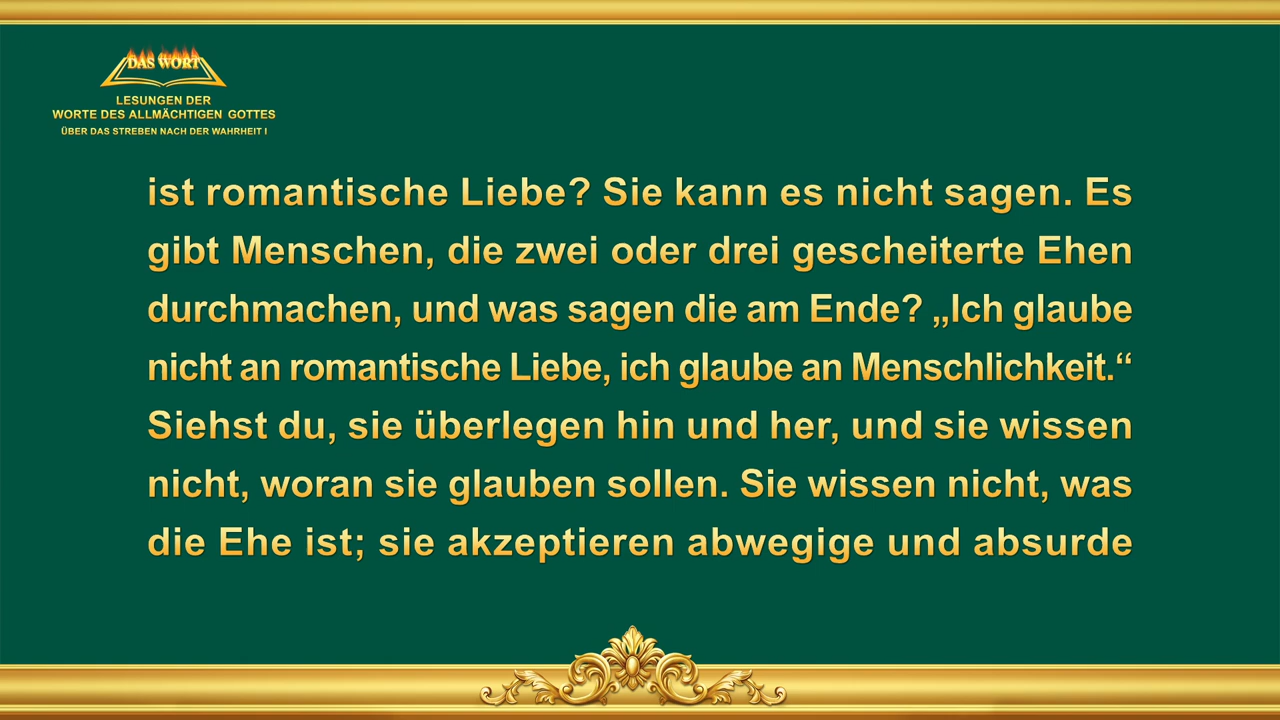 DAS WORT
LESUNGEN DER
WORTE DES ALLMÄCHTIGEN GOTTES
ÜBER DAS STREBEN NACH DER WAHRHEIT I
ist romantische Liebe? Sie kann es nicht sagen. Es
gibt Menschen, die zwei oder drei gescheiterte Ehen
durchmachen, und was sagen die am Ende? „Ich glaube
nicht an romantische Liebe, ich glaube an Menschlichkeit.“
Siehst du, sie überlegen hin und her, und sie wissen
nicht, woran sie glauben sollen. Sie wissen nicht, was
die Ehe ist; sie akzeptieren abwegige und absurde